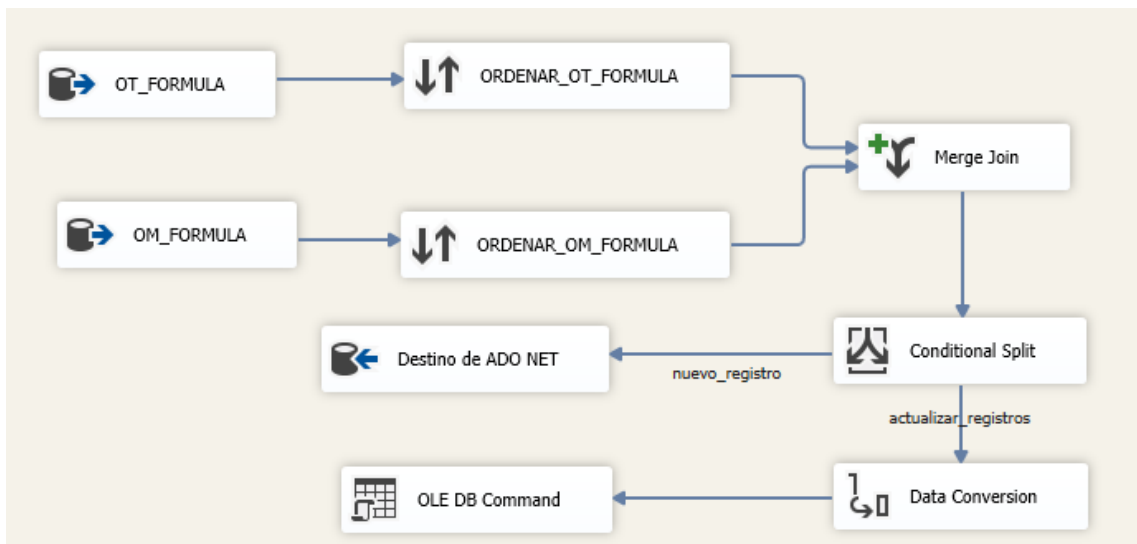 OT_FORMULA
ORDENAR_OT_FORMULA
Merge Join
OM_FORMULA
ORDENAR_OM_FORMULA
Destino de ADO NET
nuevo_registro
Conditional Split
actualizar_registros
OLE DB Command
Data Conversion